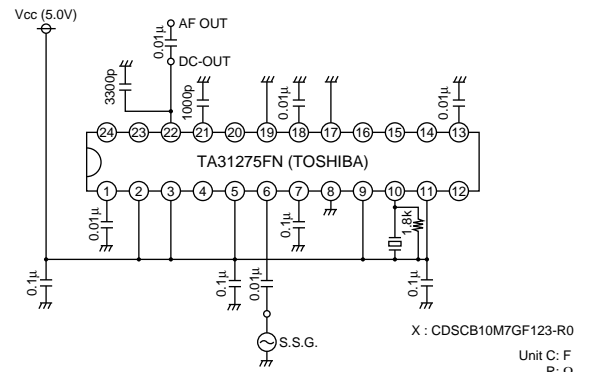 Vcc (5.0V)
AF OUT
0.01μ
DC-OUT
3300p
1000p
0.01μ
0.01μ
24 23 22 21 20 19 18 17 16 15 14 13
TA31275FN (TOSHIBA)
1 2 3 4 5 6 7 8 9 10 11 12
0.01μ
0.1μ
1.8k
0.1μ
0.1μ
0.01μ
0.1μ
S.S.G.
X : CDSCB10M7GF123-R0
Unit C: F
R: Ω